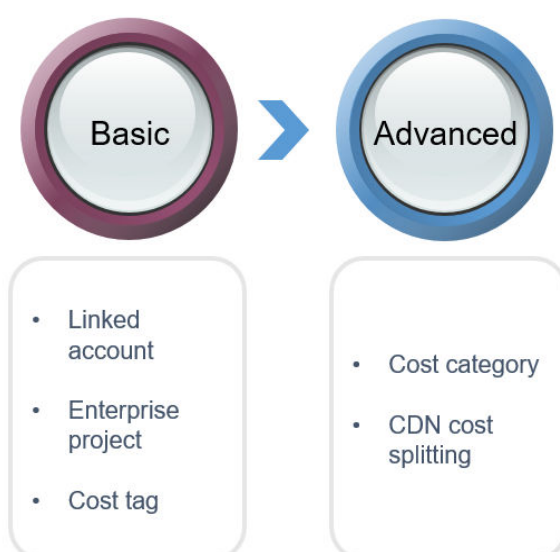 Basic
Advanced
• Linked
account
• Enterprise
project
• Cost tag
• Cost category
• CDN cost
splitting